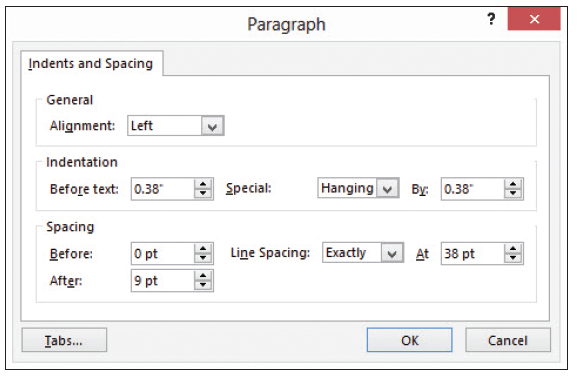 Paragraph ?
Indents and Spacing
General
Alignment: Left
Indentation
Before text: 0.38" Special: Hanging By: 0.38"
Spacing
Before: 0 pt Line Spacing: Exactly At 38 pt
After: 9 pt
Tabs... OK Cancel